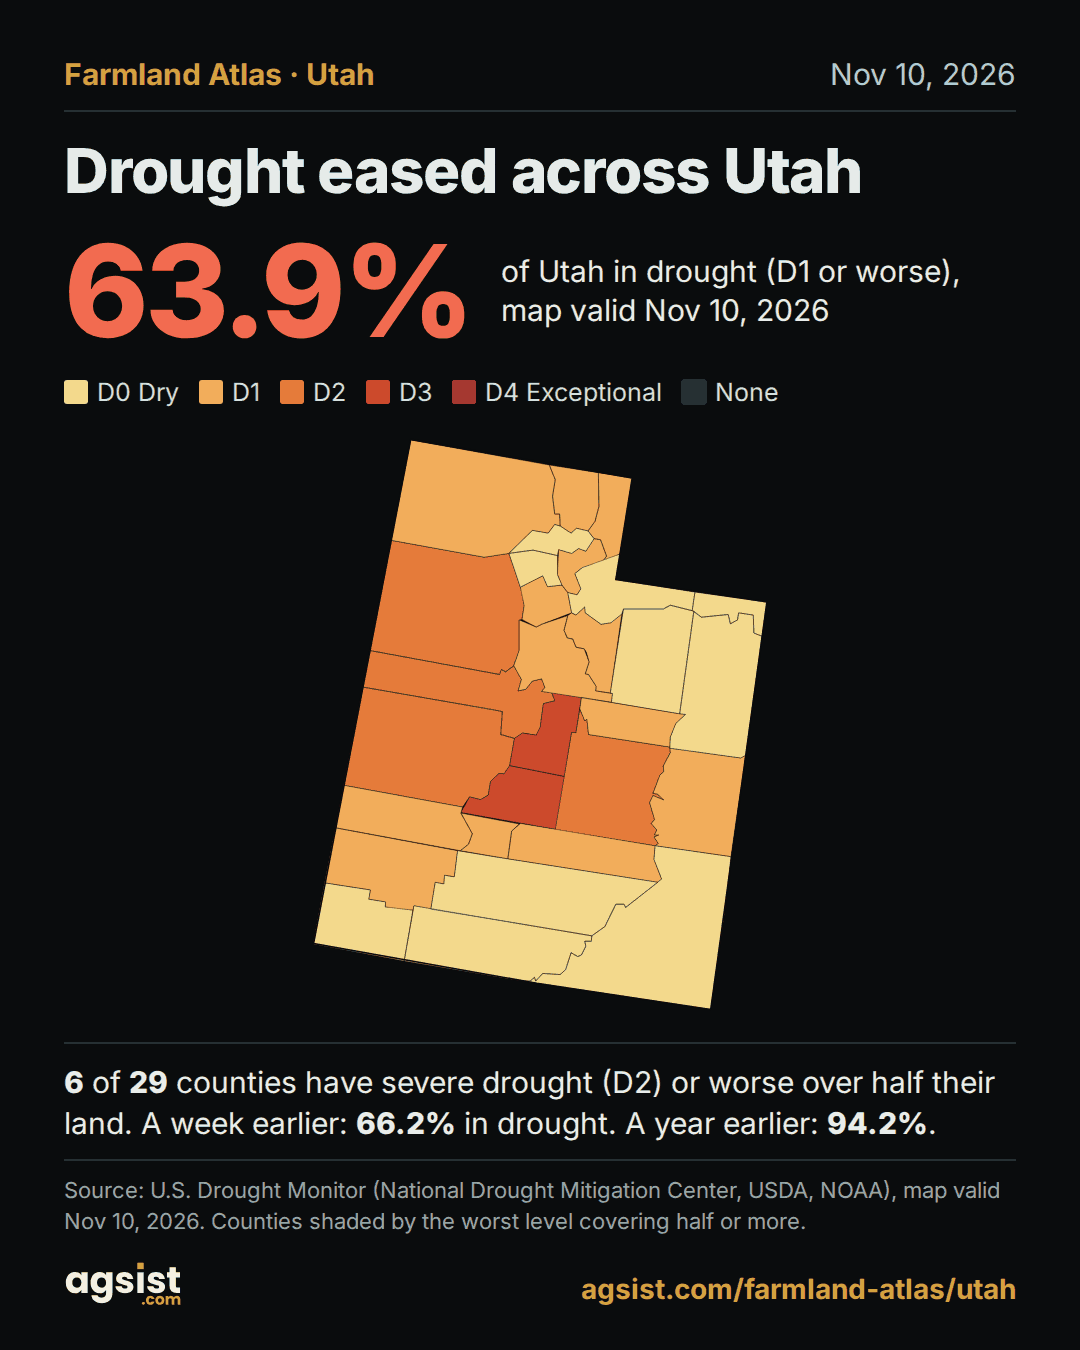 Farmland Atlas · Utah
Nov 10, 2026
Drought eased across Utah
63.9%
of Utah in drought (D1 or worse),
map valid Nov 10, 2026
D0 Dry D1 D2 D3 D4 Exceptional None
6 of 29 counties have severe drought (D2) or worse over half their
land. A week earlier: 66.2% in drought. A year earlier: 94.2%.
Source: U.S. Drought Monitor (National Drought Mitigation Center, USDA, NOAA), map valid
Nov 10, 2026. Counties shaded by the worst level covering half or more.
agsist
.com
agsist.com/farmland-atlas/utah